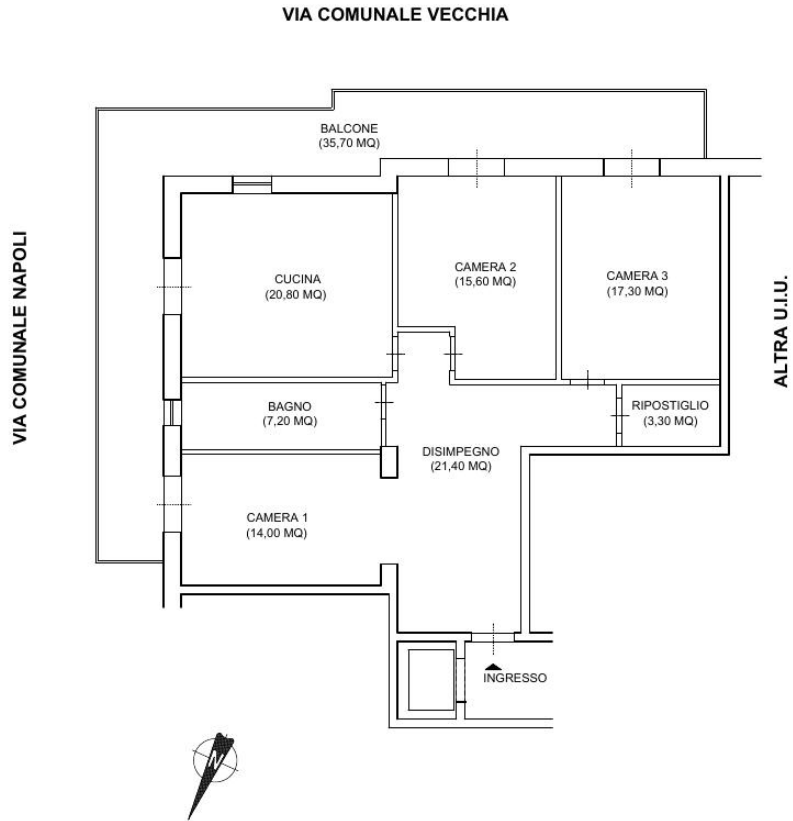 VIA COMUNALE VECCHIA
BALCONE
(35,70 MQ)
VIA COMUNALE NAPOLI
CUCINA
(20,80 MQ)
CAMERA 2
(15,60 MQ)
CAMERA 3
(17,30 MQ)
ALTRA U.I.U.
BAGNO
(7,20 MQ)
RIPOSTIGLIO
(3,30 MQ)
DISIMPEGNO
(21,40 MQ)
CAMERA 1
(14,00 MQ)
INGRESSO
N